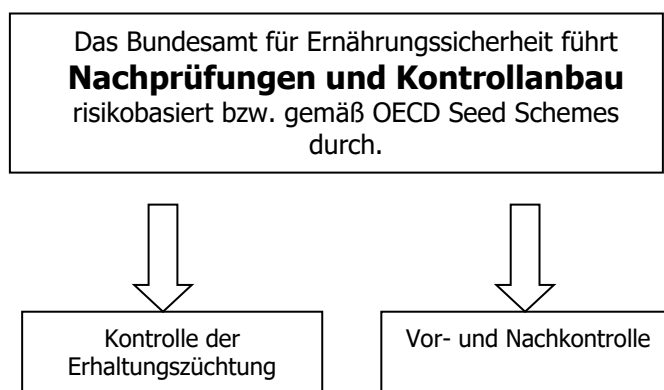 Das Bundesamt für Ernährungssicherheit führt
Nachprüfungen und Kontrollanbau
risikobasiert bzw. gemäß OECD Seed Schemes
durch.
Kontrolle der
Erhaltungszüchtung
Vor- und Nachkontrolle